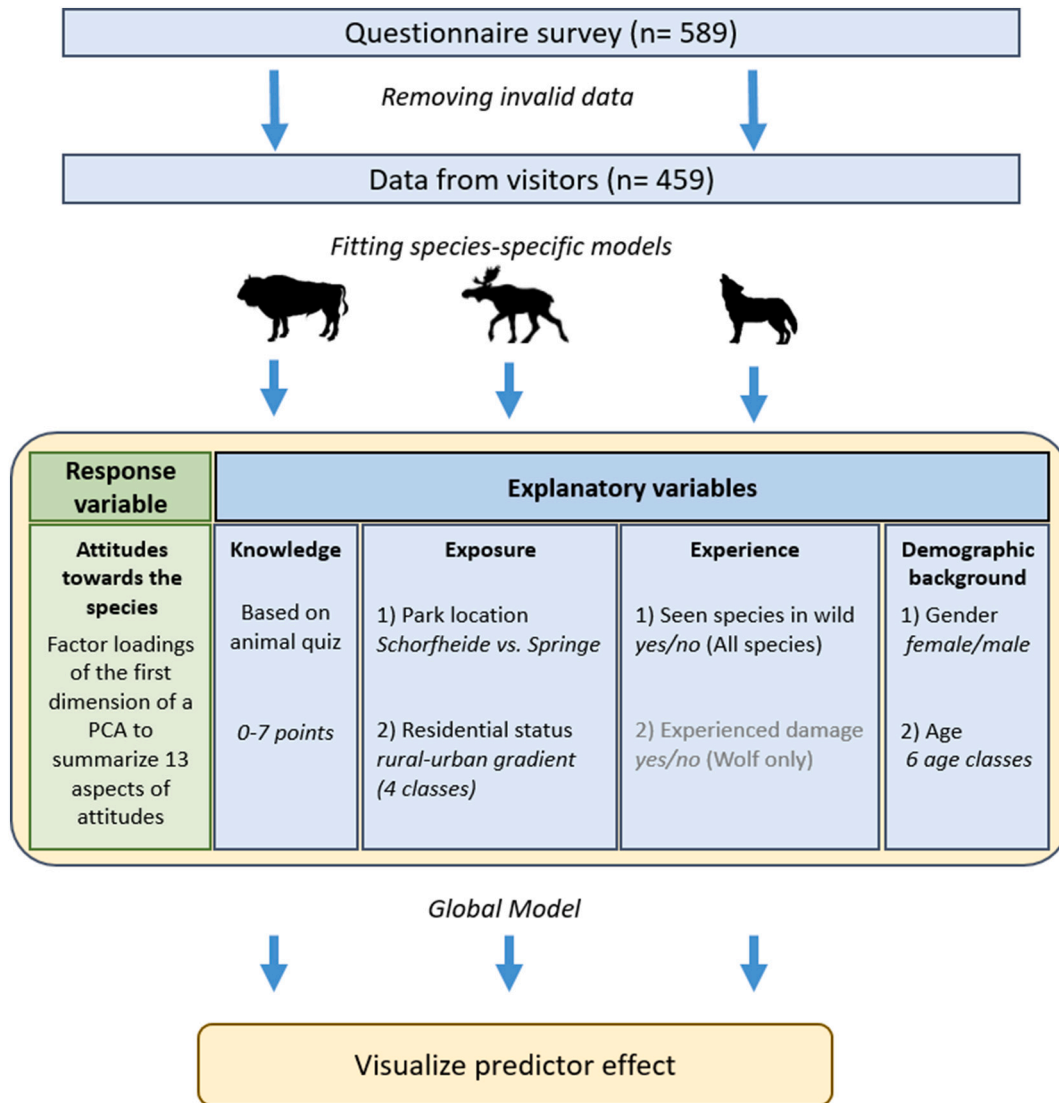 Questionnaire survey (n= 589)
Removing invalid data
Data from visitors (n= 459)
Fitting species-specific models
Response
variable
Explanatory variables
Attitudes
towards the
species
Factor loadings
of the first
dimension of a
PCA to
summarize 13
aspects of
attitudes
Knowledge
Based on
animal quiz
0-7 points
Exposure
1) Park location
Schorfheide vs. Springe
2) Residential status
rural-urban gradient
(4 classes)
Experience
1) Seen species in wild
yes/no (All species)
2) Experienced damage
yes/no (Wolf only)
Demographic
background
1) Gender
female/male
2) Age
6 age classes
Global Model
Visualize predictor effect